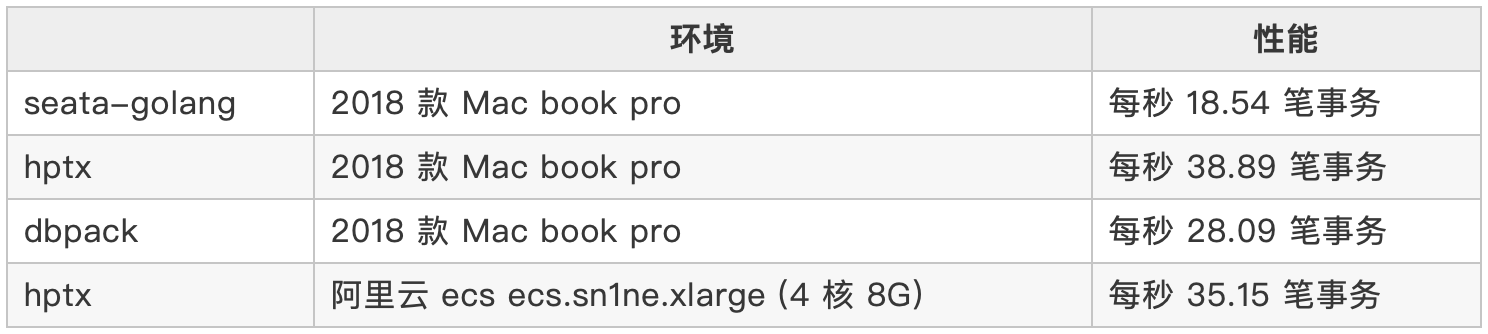 环境 性能
seata-golang 2018 款 Mac book pro 每秒 18.54 笔事务
hptx 2018 款 Mac book pro 每秒 38.89 笔事务
dbpack 2018 款 Mac book pro 每秒 28.09 笔事务
hptx 阿里云 ecs ecs.sn1ne.xlarge (4 核 8G) 每秒 35.15 笔事务